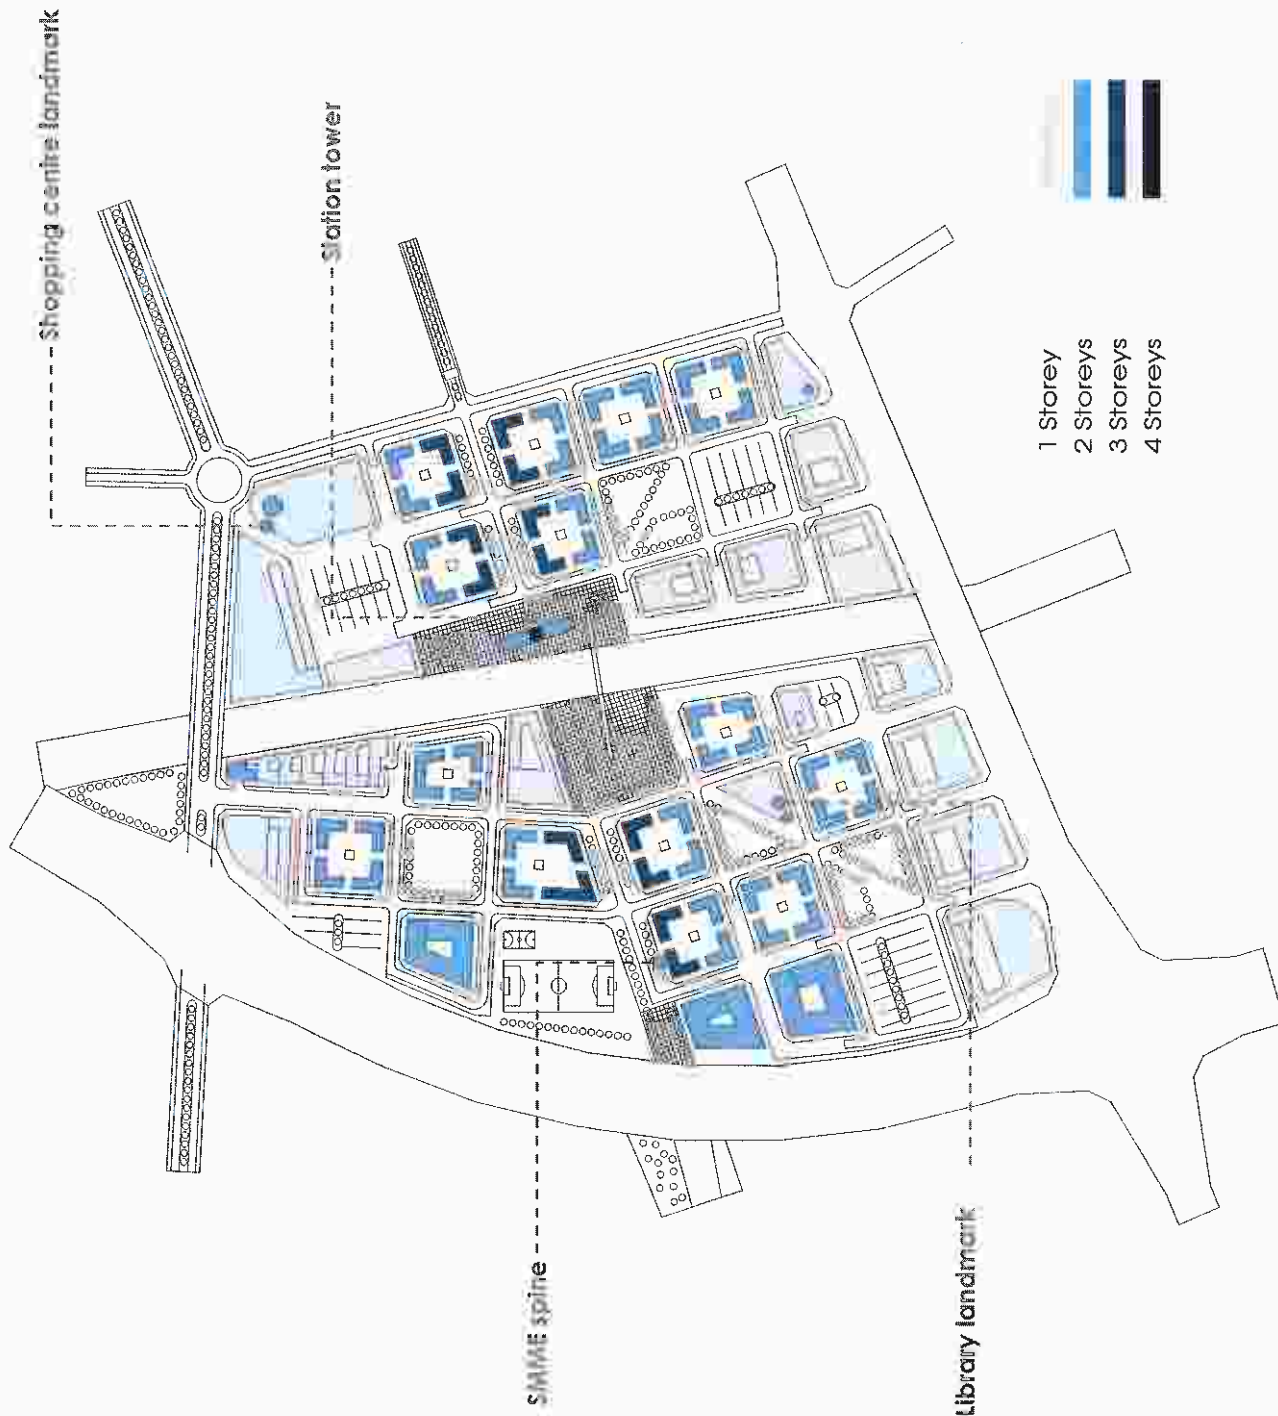 Shopping centre landmark
Station tower
SMME spine
Library landmark
1 Storey
2 Storeys
3 Storeys
4 Storeys